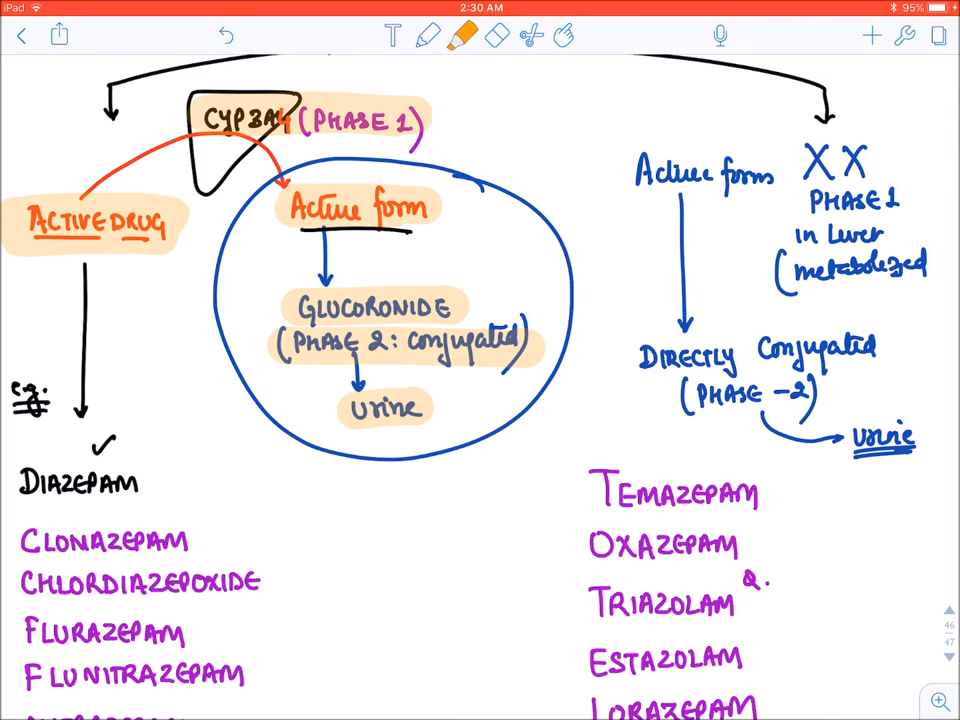 iPad
2:30 AM
95%
CYP3A4 (PHASE 1)
ACTIVE DRUG
Active form
GLUCORONIDE
(PHASE 2: conjugated)
urine
e.g.
DIAZEPAM
CLONAZEPAM
CHLORDIAZEPOXIDE
FLURAZEPAM
FLUNITRAZEPAM
Active forms XX
PHASE 1
in Liver
(metabolized
DIRECTLY Conjugated
(PHASE -2)
urine
TEMAZEPAM
OXAZEPAM
Q.
TRIAZOLAM
ESTAZOLAM
LORAZEPAM
46
47